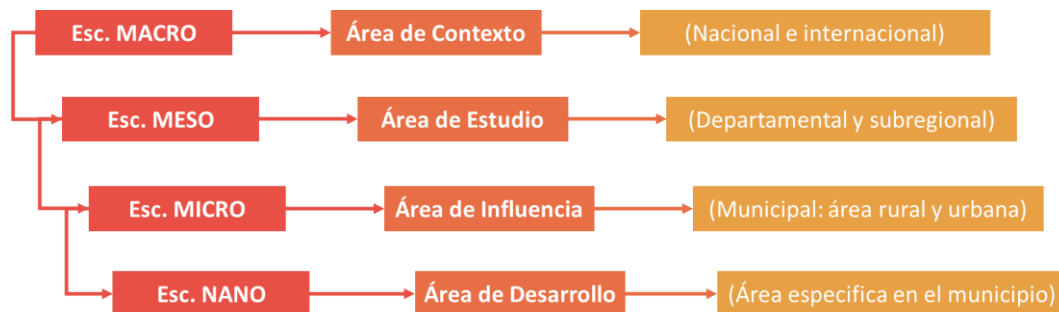 Esc. MACRO
Área de Contexto
(Nacional e internacional)
Esc. MESO
Área de Estudio
(Departamental y subregional)
Esc. MICRO
Área de Influencia
(Municipal: área rural y urbana)
Esc. NANO
Área de Desarrollo
(Área especifica en el municipio)